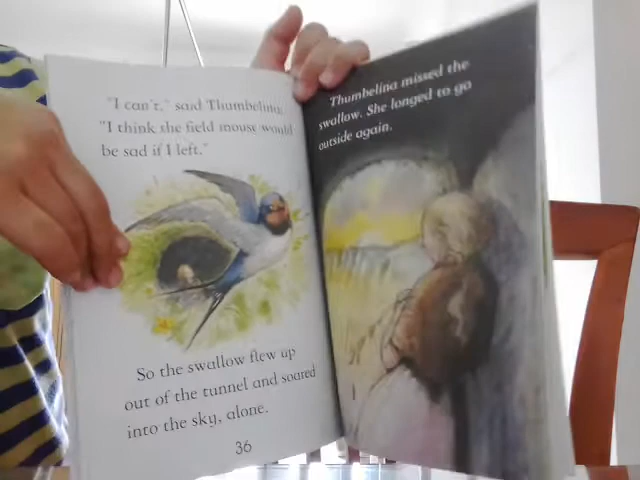 "I can't," said Thumbelina.
"I think the field mouse would
be sad if I left."
So the swallow flew up
out of the tunnel and soared
into the sky, alone.
36
Thumbelina missed the
swallow. She longed to go
outside again.